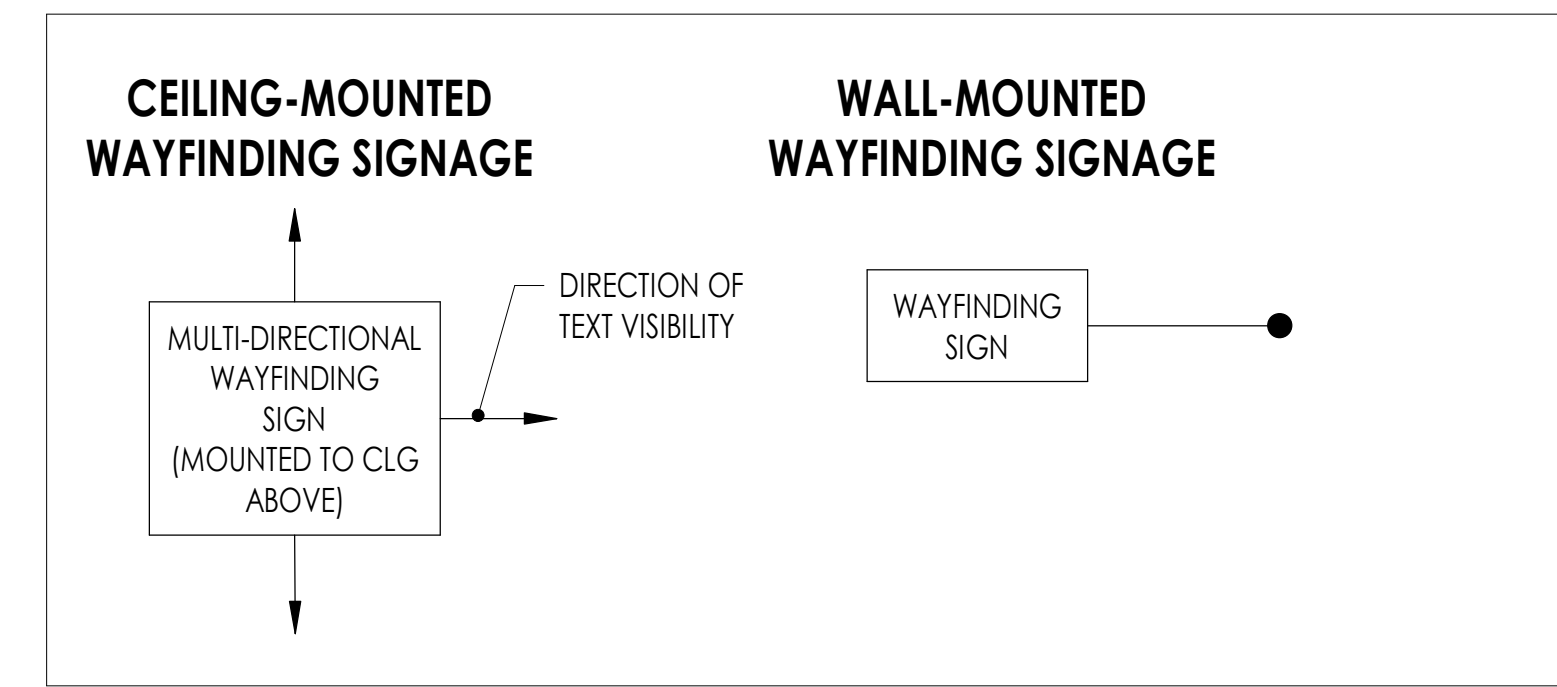 CEILING-MOUNTED
WAYFINDING SIGNAGE
MULTI-DIRECTIONAL
WAYFINDING
SIGN
(MOUNTED TO CLG
ABOVE)
DIRECTION OF
TEXT VISIBILITY
WALL-MOUNTED
WAYFINDING SIGNAGE
WAYFINDING
SIGN